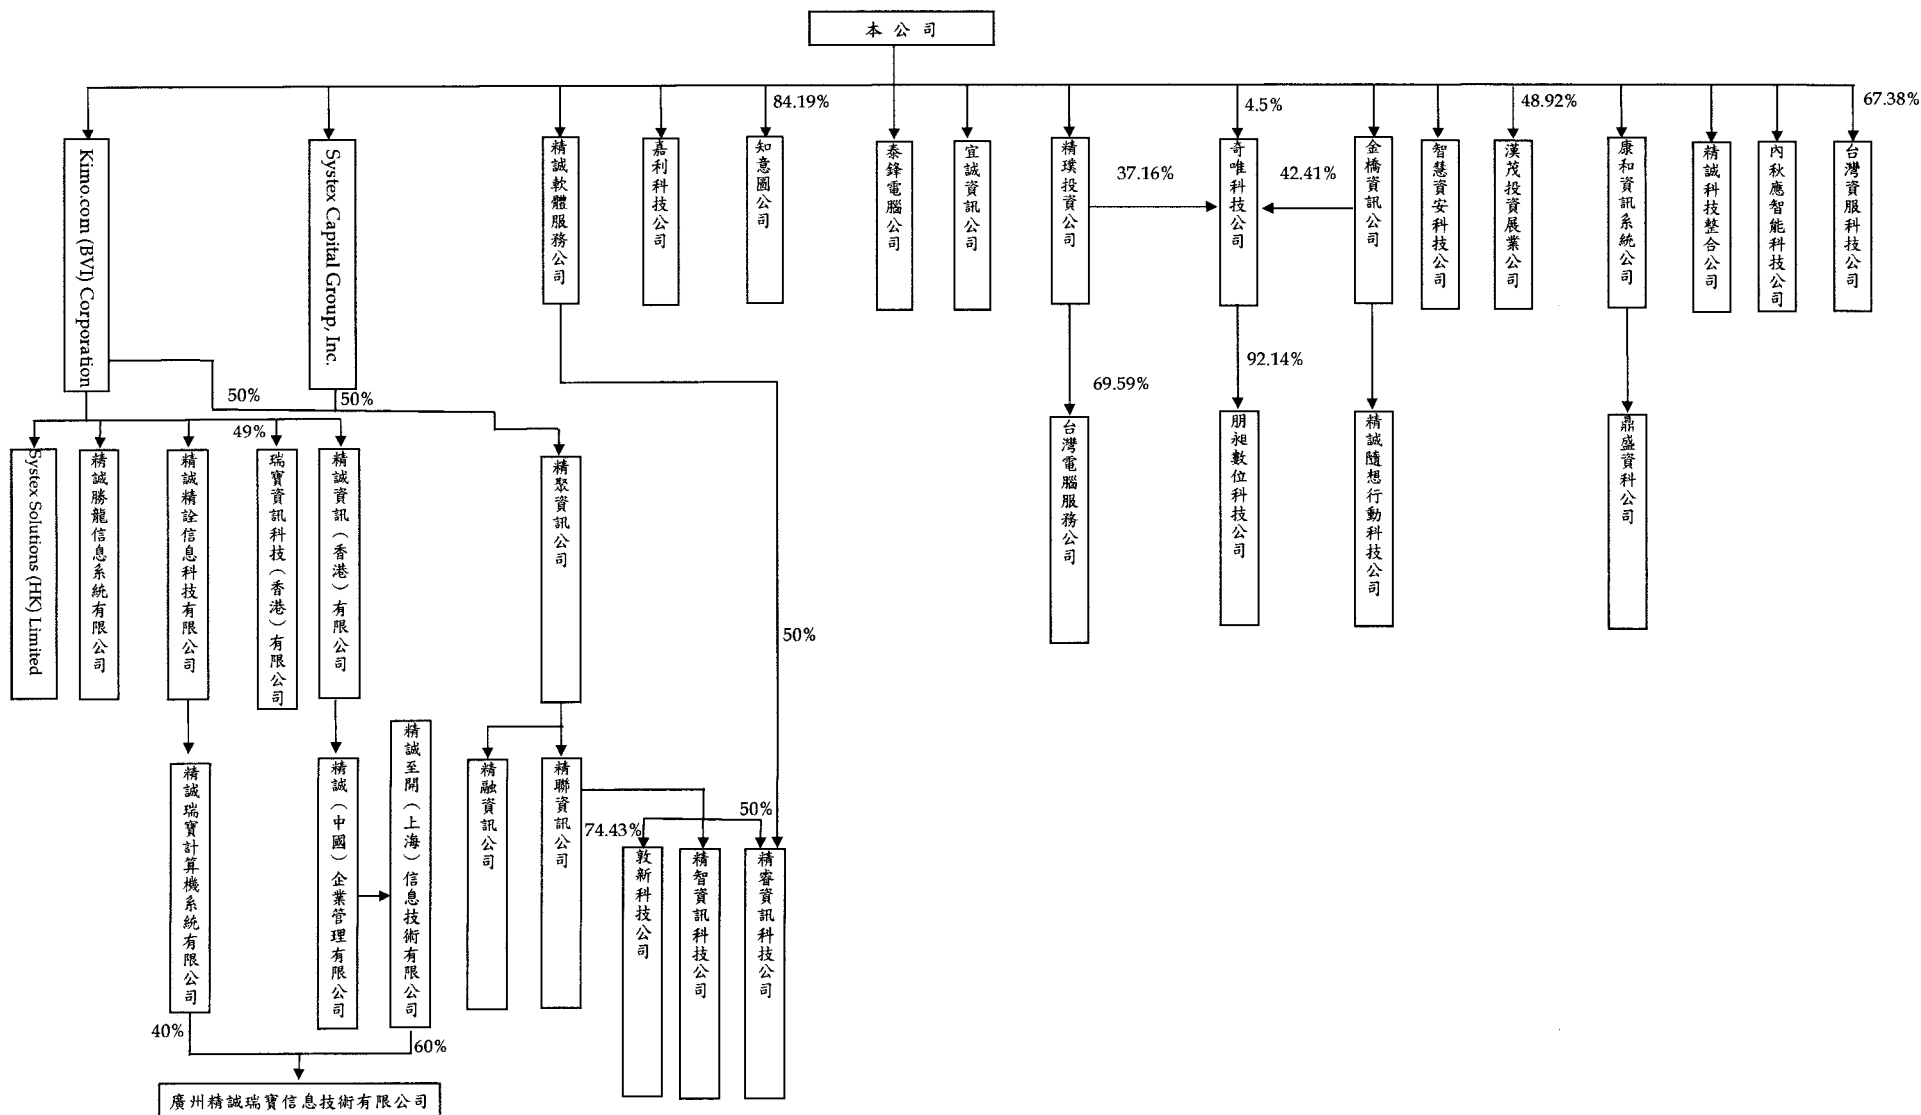 本公司
84.19%
4.5%
48.92%
67.38%
Kimo.com (BVI) Corporation
Systex Capital Group, Inc.
精誠軟體服務公司
嘉利科技公司
知意圖公司
泰鋒電腦公司
宜誠資訊公司
精璞投資公司
37.16%
奇唯科技公司
42.41%
金橋資訊公司
智慧資安科技公司
漢茂投資展業公司
康和資訊系統公司
精誠科技整合公司
內秋應智能科技公司
台灣資服科技公司
50%
50%
69.59%
92.14%
49%
Systex Solutions (HK) Limited
精誠勝龍信息系統有限公司
精誠精詮信息科技有限公司
瑞寶資訊科技（香港）有限公司
精誠資訊（香港）有限公司
精聚資訊公司
台灣電腦服務公司
朋昶數位科技公司
精誠隨想行動科技公司
鼎盛資科公司
50%
精誠瑞寶計算機系統有限公司
精誠（中國）企業管理有限公司
精誠至開（上海）信息技術有限公司
精融資訊公司
精聯資訊公司
74.43%
50%
敦新科技公司
精智資訊科技公司
精睿資訊科技公司
40%
60%
廣州精誠瑞寶信息技術有限公司